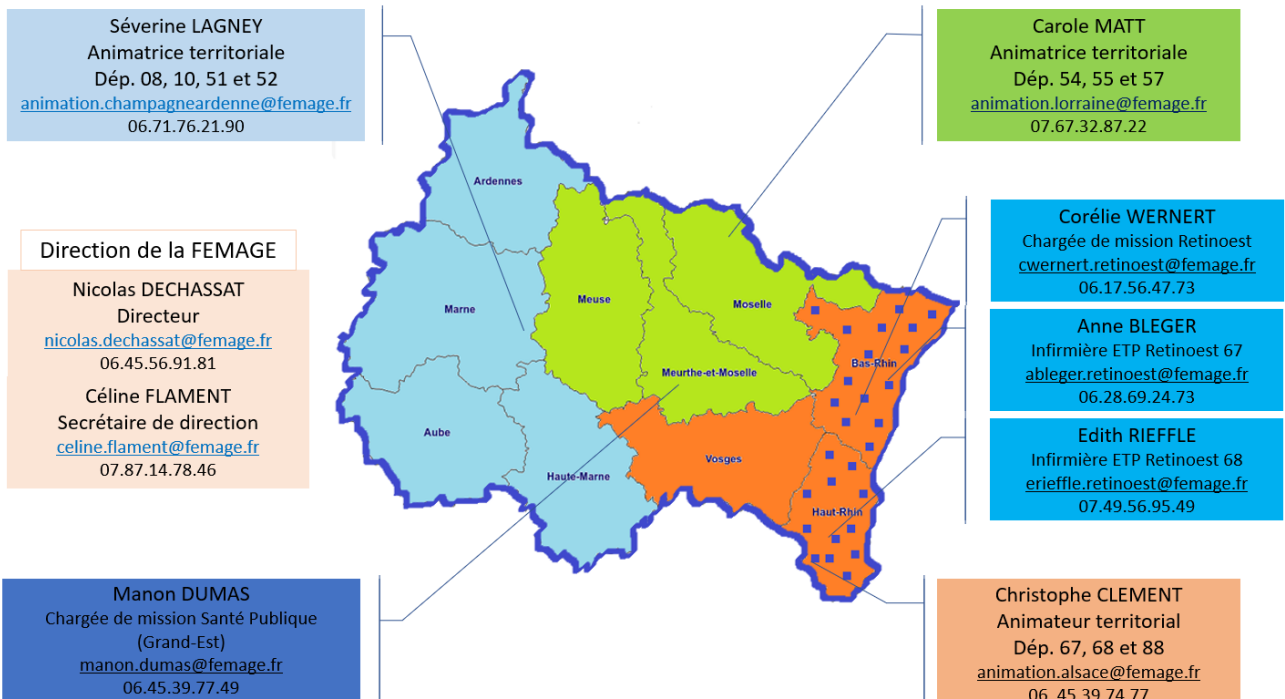 Séverine LAGNEY
Animatrice territoriale
Dép. 08, 10, 51 et 52
animation.champagneardenne@femage.fr
06.71.76.21.90
Carole MATT
Animatrice territoriale
Dép. 54, 55 et 57
animation.lorraine@femage.fr
07.67.32.87.22
Direction de la FEMAGE
Nicolas DECHASSAT
Directeur
nicolas.dechassat@femage.fr
06.45.56.91.81
Céline FLAMENT
Secrétaire de direction
celine.flament@femage.fr
07.87.14.78.46
Ardennes
Marne
Meuse
Moselle
Bas-Rhin
Meurthe-et-Moselle
Aube
Vosges
Haute-Marne
Haut-Rhin
Corélie WERNERT
Chargée de mission Retinoest
cwernert.retinoest@femage.fr
06.17.56.47.73
Anne BLEGER
Infirmière ETP Retinoest 67
ableger.retinoest@femage.fr
06.28.69.24.73
Edith RIEFFLE
Infirmière ETP Retinoest 68
erieffle.retinoest@femage.fr
07.49.56.95.49
Manon DUMAS
Chargée de mission Santé Publique
(Grand-Est)
manon.dumas@femage.fr
06.45.39.77.49
Christophe CLEMENT
Animateur territorial
Dép. 67, 68 et 88
animation.alsace@femage.fr
06. 45.39.74.77